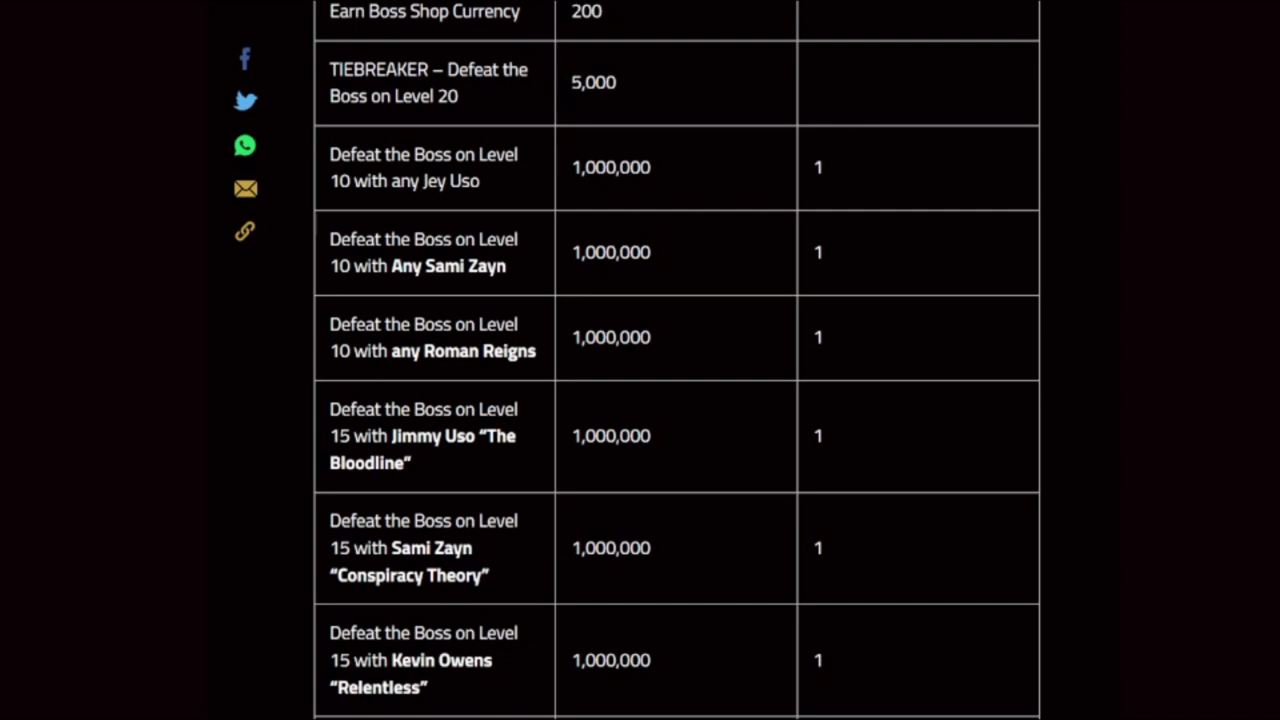 Earn Boss Shop Currency
200
TIEBREAKER – Defeat the
Boss on Level 20
5,000
Defeat the Boss on Level
10 with any Jey Uso
1,000,000
1
Defeat the Boss on Level
10 with Any Sami Zayn
1,000,000
1
Defeat the Boss on Level
10 with any Roman Reigns
1,000,000
1
Defeat the Boss on Level
15 with Jimmy Uso “The
Bloodline”
1,000,000
1
Defeat the Boss on Level
15 with Sami Zayn
“Conspiracy Theory”
1,000,000
1
Defeat the Boss on Level
15 with Kevin Owens
“Relentless”
1,000,000
1